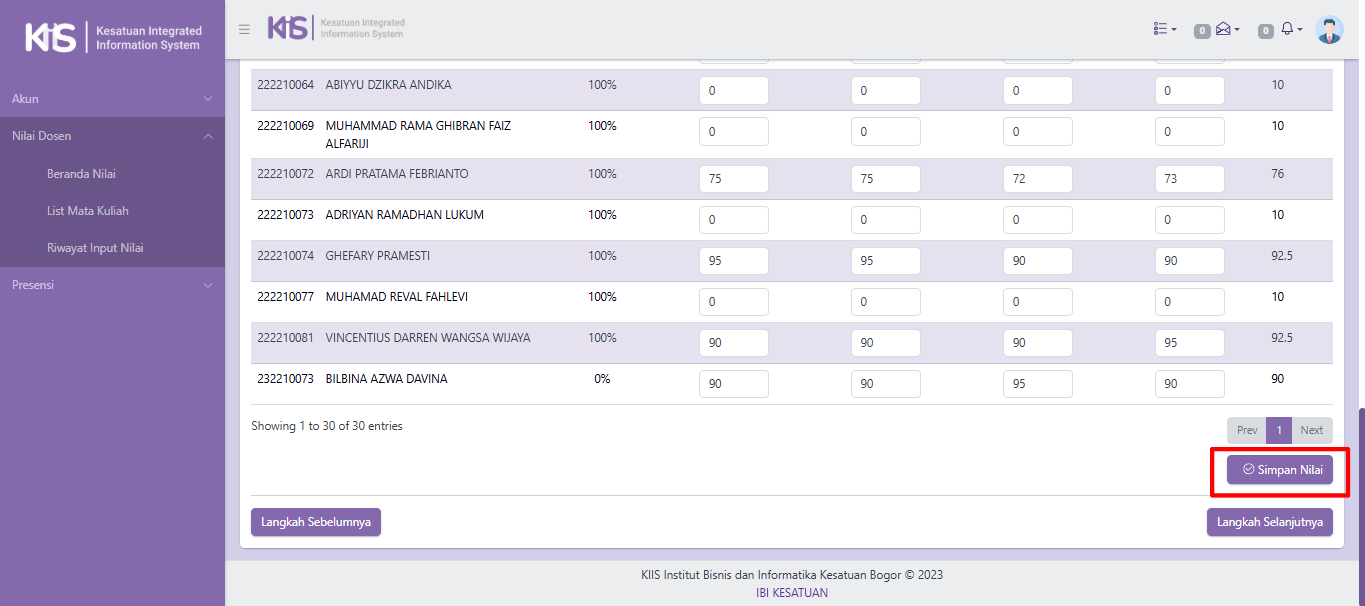 KIIS Kesatuan Integrated
Information System
KIIS Kesatuan Integrated
Information System
0 0
Akun
Nilai Dosen
Beranda Nilai
List Mata Kuliah
Riwayat Input Nilai
Presensi
222210064 ABIYYU DZIKRA ANDIKA 100% 0 0 0 0 10
222210069 MUHAMMAD RAMA GHIBRAN FAIZ 100% 0 0 0 0 10
ALFARIJI
222210072 ARDI PRATAMA FEBRIANTO 100% 75 75 72 73 76
222210073 ADRIYAN RAMADHAN LUKUM 100% 0 0 0 0 10
222210074 GHEFARY PRAMESTI 100% 95 95 90 90 92.5
222210077 MUHAMAD REVAL FAHLEVI 100% 0 0 0 0 10
222210081 VINCENTIUS DARREN WANGSA WIJAYA 100% 90 90 90 95 92.5
232210073 BILBINA AZWA DAVINA 0% 90 90 95 90 90
Showing 1 to 30 of 30 entries
Prev 1 Next
Simpan Nilai
Langkah Sebelumnya
Langkah Selanjutnya
KIIS Institut Bisnis dan Informatika Kesatuan Bogor © 2023
IBI KESATUAN